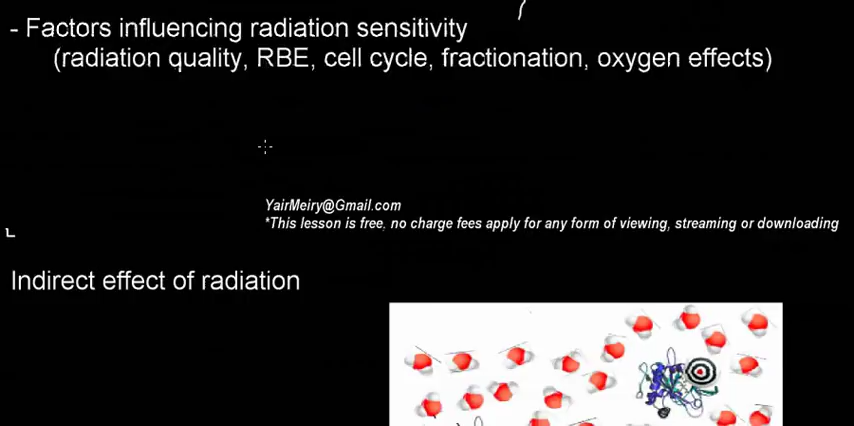 - Factors influencing radiation sensitivity
(radiation quality, RBE, cell cycle, fractionation, oxygen effects)
YairMeiry@Gmail.com
*This lesson is free, no charge fees apply for any form of viewing, streaming or downloading
Indirect effect of radiation